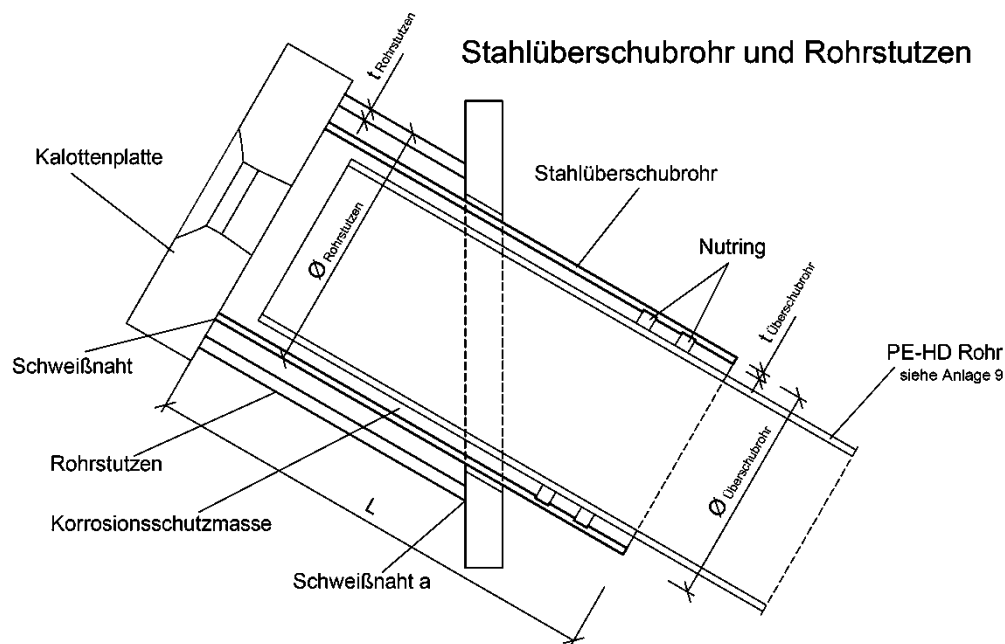 Stahlüberschubrohr und Rohrstutzen
t Rohrstutzen
Kalottenplatte
Stahlüberschubrohr
Ø Rohrstutzen
Nutring
t Überschubrohr
PE-HD Rohr
siehe Anlage 9
Schweißnaht
Ø Überschubrohr
Rohrstutzen
L
Korrosionsschutzmasse
Schweißnaht a